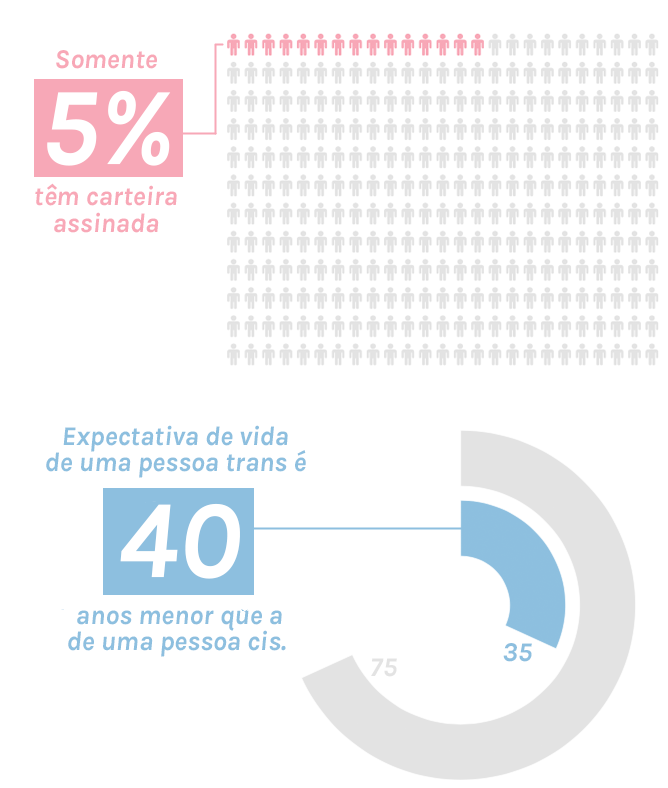 Somente
5%
têm carteira
assinada
Expectativa de vida
de uma pessoa trans é
40
anos menor que a
de uma pessoa cis.
35
75